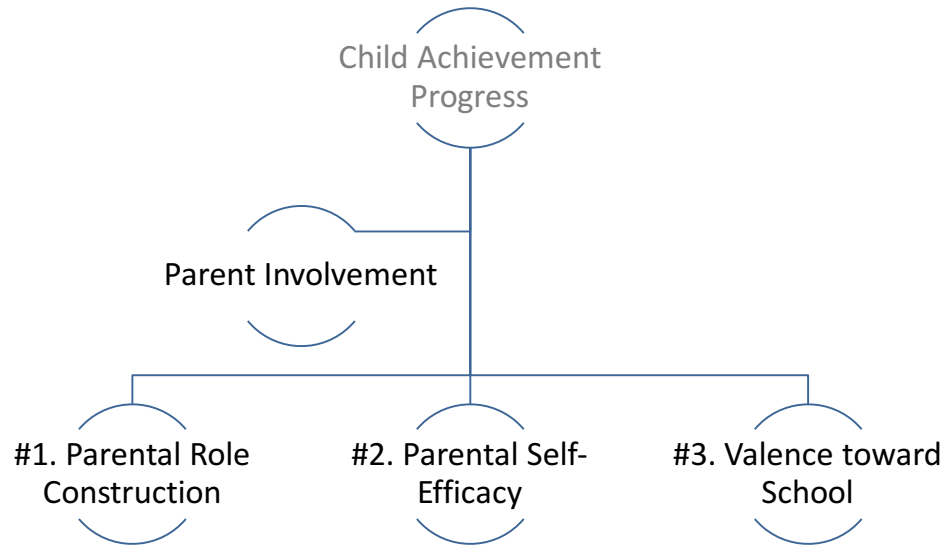 Child Achievement
Progress
Parent Involvement
#1. Parental Role
Construction
#2. Parental Self-
Efficacy
#3. Valence toward
School